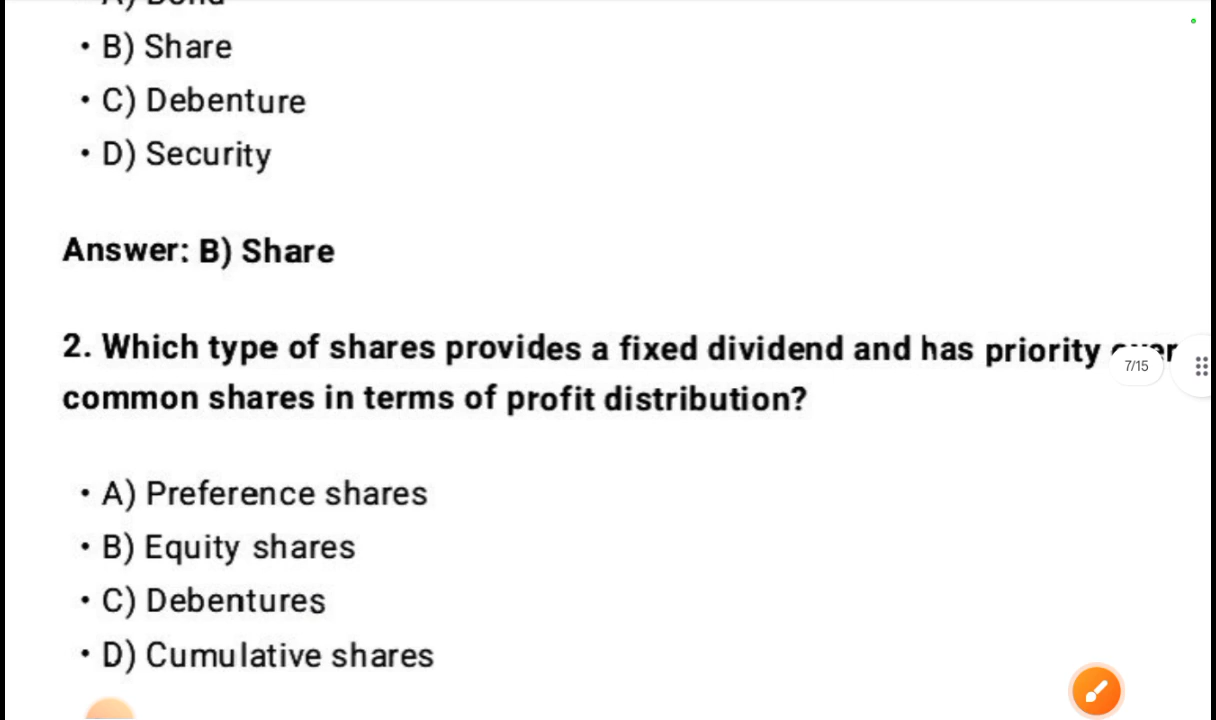 • B) Share
• C) Debenture
• D) Security
Answer: B) Share
2. Which type of shares provides a fixed dividend and has priority
7/15
common shares in terms of profit distribution?
• A) Preference shares
• B) Equity shares
• C) Debentures
• D) Cumulative shares